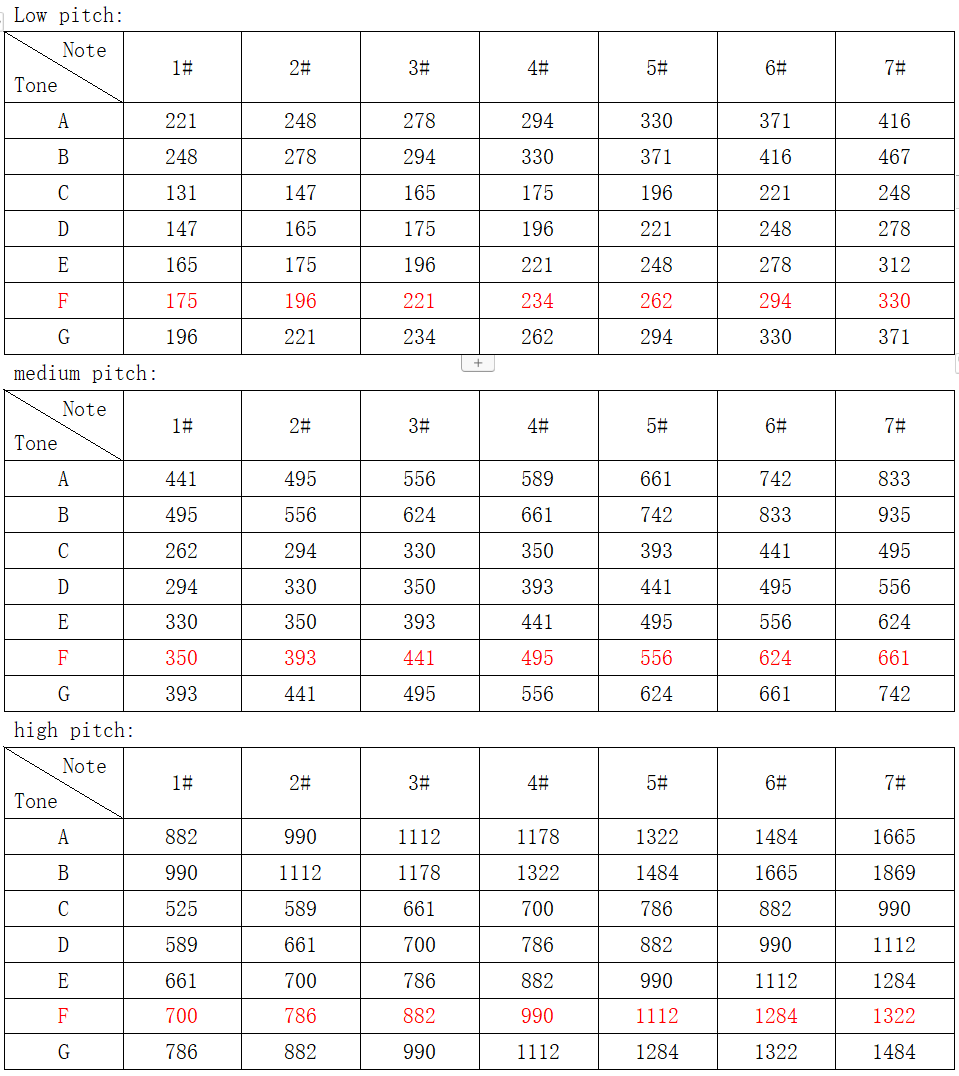 Low pitch:
Note
Tone 1# 2# 3# 4# 5# 6# 7#
A 221 248 278 294 330 371 416
B 248 278 294 330 371 416 467
C 131 147 165 175 196 221 248
D 147 165 175 196 221 248 278
E 165 175 196 221 248 278 312
F 175 196 221 234 262 294 330
G 196 221 234 262 294 330 371
+
medium pitch:
Note
Tone 1# 2# 3# 4# 5# 6# 7#
A 441 495 556 589 661 742 833
B 495 556 624 661 742 833 935
C 262 294 330 350 393 441 495
D 294 330 350 393 441 495 556
E 330 350 393 441 495 556 624
F 350 393 441 495 556 624 661
G 393 441 495 556 624 661 742
high pitch:
Note
Tone 1# 2# 3# 4# 5# 6# 7#
A 882 990 1112 1178 1322 1484 1665
B 990 1112 1178 1322 1484 1665 1869
C 525 589 661 700 786 882 990
D 589 661 700 786 882 990 1112
E 661 700 786 882 990 1112 1284
F 700 786 882 990 1112 1284 1322
G 786 882 990 1112 1284 1322 1484